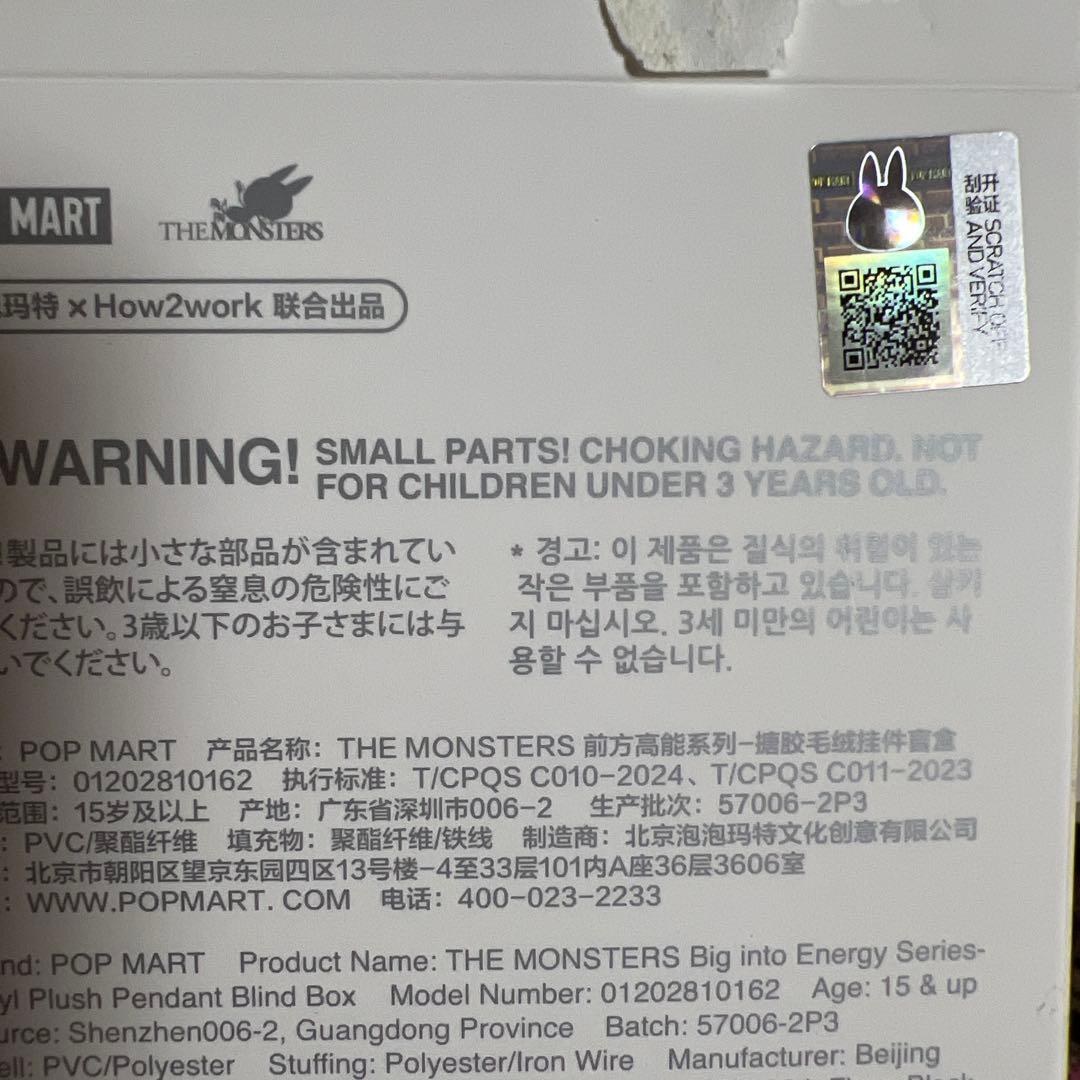 MART
THE MONSTERS
玛特 × How2work 联合出品
POP MART
开 证 SCRATCH OFF
刮 验 AND VERIFY
WARNING! SMALL PARTS! CHOKING HAZARD. NOT
FOR CHILDREN UNDER 3 YEARS OLD.
製品には小さな部品が含まれてい
ので、誤飲による窒息の危険性にご
ください。3歳以下のお子さまには与
いでください。
* 경고: 이 제품은 질식의 위험이 있는
작은 부품을 포함하고 있습니다. 삼키
지 마십시오. 3세 미만의 어린이는 사
용할 수 없습니다.
: POP MART 产品名称: THE MONSTERS 前方高能系列-搪胶毛绒挂件盲盒
型号: 01202810162 执行标准: T/CPQS C010-2024、T/CPQS C011-2023
范围: 15岁及以上 产地: 广东省深圳市006-2 生产批次: 57006-2P3
: PVC/聚酯纤维 填充物: 聚酯纤维/铁线 制造商: 北京泡泡玛特文化创意有限公司
: 北京市朝阳区望京东园四区13号楼-4至33层101内A座36层3606室
: WWW.POPMART.COM 电话: 400-023-2233
nd: POP MART Product Name: THE MONSTERS Big into Energy Series-
yl Plush Pendant Blind Box Model Number: 01202810162 Age: 15 & up
urce: Shenzhen006-2, Guangdong Province Batch: 57006-2P3
ell: PVC/Polyester Stuffing: Polyester/Iron Wire Manufacturer: Beijing